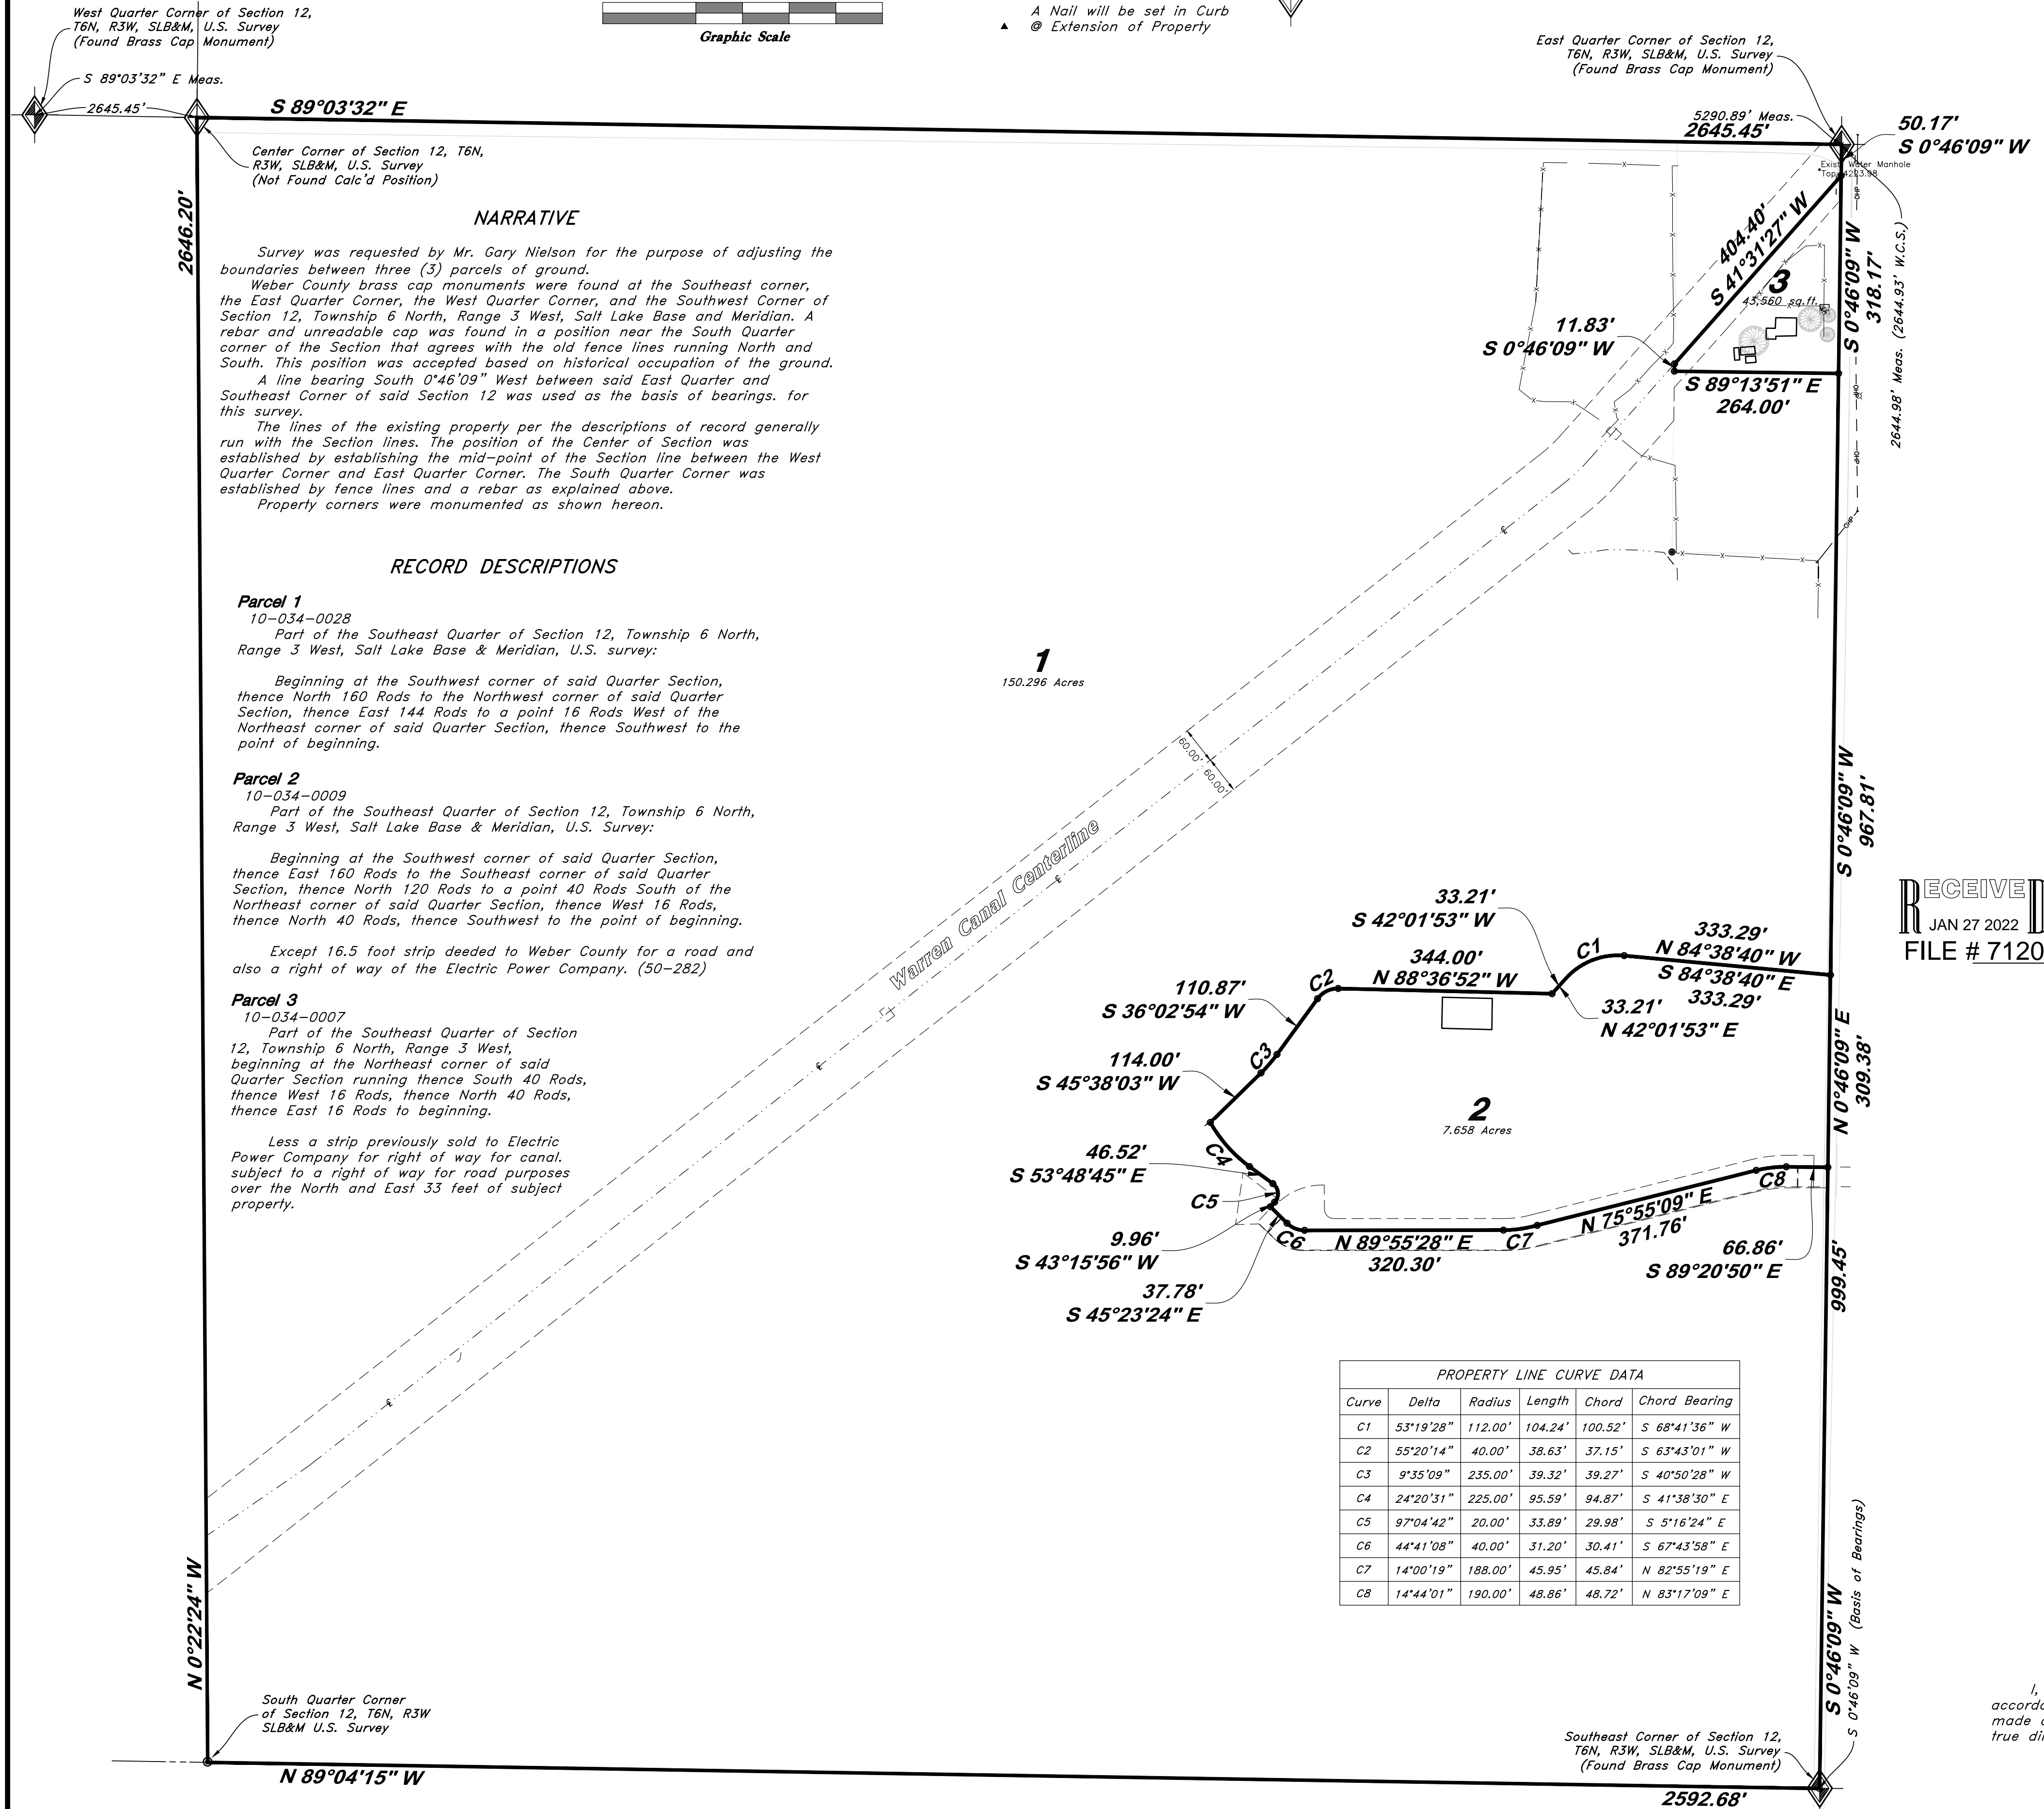 West Quarter Corner of Section 12,
T6N, R3W, SLB&M, U.S. Survey
(Found Brass Cap Monument)
S 89°03'32" E Meas.
2645.45'
Graphic Scale
A Nail will be set in Curb
▲ @ Extension of Property
East Quarter Corner of Section 12,
T6N, R3W, SLB&M, U.S. Survey
(Found Brass Cap Monument)
S 89°03'32" E
5290.89' Meas.
2645.45'
50.17'
S 0°46'09" W
Center Corner of Section 12, T6N,
R3W, SLB&M, U.S. Survey
(Not Found Calc'd Position)
Exist. Water Manhole
Top=4223.98
2646.20'
NARRATIVE
Survey was requested by Mr. Gary Nielson for the purpose of adjusting the
boundaries between three (3) parcels of ground.
Weber County brass cap monuments were found at the Southeast corner,
the East Quarter Corner, the West Quarter Corner, and the Southwest Corner of
Section 12, Township 6 North, Range 3 West, Salt Lake Base and Meridian. A
rebar and unreadable cap was found in a position near the South Quarter
corner of the Section that agrees with the old fence lines running North and
South. This position was accepted based on historical occupation of the ground.
A line bearing South 0°46'09" West between said East Quarter and
Southeast Corner of said Section 12 was used as the basis of bearings. for
this survey.
The lines of the existing property per the descriptions of record generally
run with the Section lines. The position of the Center of Section was
established by establishing the mid-point of the Section line between the West
Quarter Corner and East Quarter Corner. The South Quarter Corner was
established by fence lines and a rebar as explained above.
Property corners were monumented as shown hereon.
404.40'
S 41°31'27" W
3
43,560 sq.ft.
S 0°46'09" W
318.17'
2644.98' Meas. (2644.93' W.C.S.)
11.83'
S 0°46'09" W
S 89°13'51" E
264.00'
OHP
OHP
OHP
OHP
RECORD DESCRIPTIONS
Parcel 1
10-034-0028
Part of the Southeast Quarter of Section 12, Township 6 North,
Range 3 West, Salt Lake Base & Meridian, U.S. survey:
Beginning at the Southwest corner of said Quarter Section,
thence North 160 Rods to the Northwest corner of said Quarter
Section, thence East 144 Rods to a point 16 Rods West of the
Northeast corner of said Quarter Section, thence Southwest to the
point of beginning.
Parcel 2
10-034-0009
Part of the Southeast Quarter of Section 12, Township 6 North,
Range 3 West, Salt Lake Base & Meridian, U.S. Survey:
Beginning at the Southwest corner of said Quarter Section,
thence East 160 Rods to the Southeast corner of said Quarter
Section, thence North 120 Rods to a point 40 Rods South of the
Northeast corner of said Quarter Section, thence West 16 Rods,
thence North 40 Rods, thence Southwest to the point of beginning.
Except 16.5 foot strip deeded to Weber County for a road and
also a right of way of the Electric Power Company. (50-282)
Parcel 3
10-034-0007
Part of the Southeast Quarter of Section
12, Township 6 North, Range 3 West,
beginning at the Northeast corner of said
Quarter Section running thence South 40 Rods,
thence West 16 Rods, thence North 40 Rods,
thence East 16 Rods to beginning.
Less a strip previously sold to Electric
Power Company for right of way for canal.
subject to a right of way for road purposes
over the North and East 33 feet of subject
property.
1
150.296 Acres
60.00' 60.00'
Warren Canal Centerline
S 0°46'09" W
967.81'
RECEIVED
JAN 27 2022
FILE # 7120
33.21'
S 42°01'53" W
C1
333.29'
N 84°38'40" W
S 84°38'40" E
333.29'
344.00'
N 88°36'52" W
C2
33.21'
N 42°01'53" E
110.87'
S 36°02'54" W
C3
114.00'
S 45°38'03" W
N 0°46'09" E
309.38'
2
7.658 Acres
C4
46.52'
S 53°48'45" E
C5
9.96'
S 43°15'56" W
37.78'
S 45°23'24" E
C6
N 89°55'28" E
320.30'
C7
N 75°55'09" E
371.76'
C8
66.86'
S 89°20'50" E
999.45'
PROPERTY LINE CURVE DATA
Curve Delta Radius Length Chord Chord Bearing
C1 53°19'28" 112.00' 104.24' 100.52' S 68°41'36" W
C2 55°20'14" 40.00' 38.63' 37.15' S 63°43'01" W
C3 9°35'09" 235.00' 39.32' 39.27' S 40°50'28" W
C4 24°20'31" 225.00' 95.59' 94.87' S 41°38'30" E
C5 97°04'42" 20.00' 33.89' 29.98' S 5°16'24" E
C6 44°41'08" 40.00' 31.20' 30.41' S 67°43'58" E
C7 14°00'19" 188.00' 45.95' 45.84' N 82°55'19" E
C8 14°44'01" 190.00' 48.86' 48.72' N 83°17'09" E
N 0°22'24" W
S 0°46'09" W
S 0°46'09" W (Basis of Bearings)
South Quarter Corner
of Section 12, T6N, R3W
SLB&M U.S. Survey
Southeast Corner of Section 12,
T6N, R3W, SLB&M, U.S. Survey
(Found Brass Cap Monument)
N 89°04'15" W
2592.68'
I,
made
true